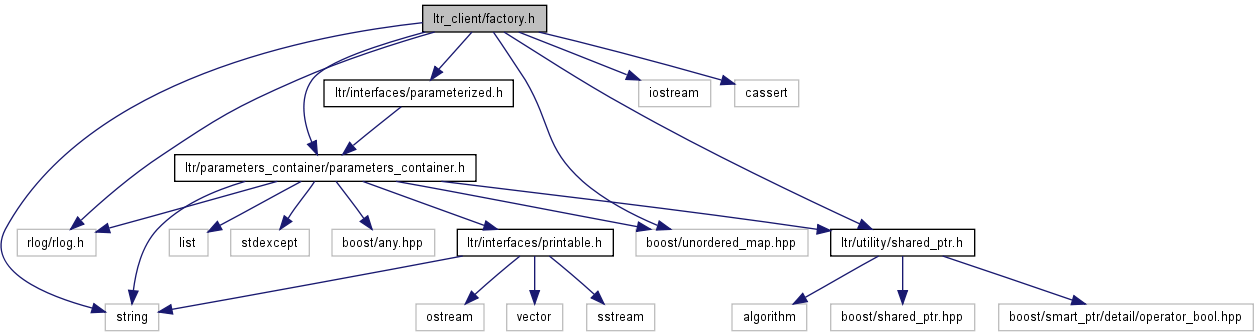 ltr_client/factory.h
ltr/interfaces/parameterized.h
iostream
cassert
ltr/parameters_container/parameters_container.h
rlog/rlog.h
list
stdexcept
boost/any.hpp
ltr/interfaces/printable.h
boost/unordered_map.hpp
ltr/utility/shared_ptr.h
string
ostream
vector
sstream
algorithm
boost/shared_ptr.hpp
boost/smart_ptr/detail/operator_bool.hpp